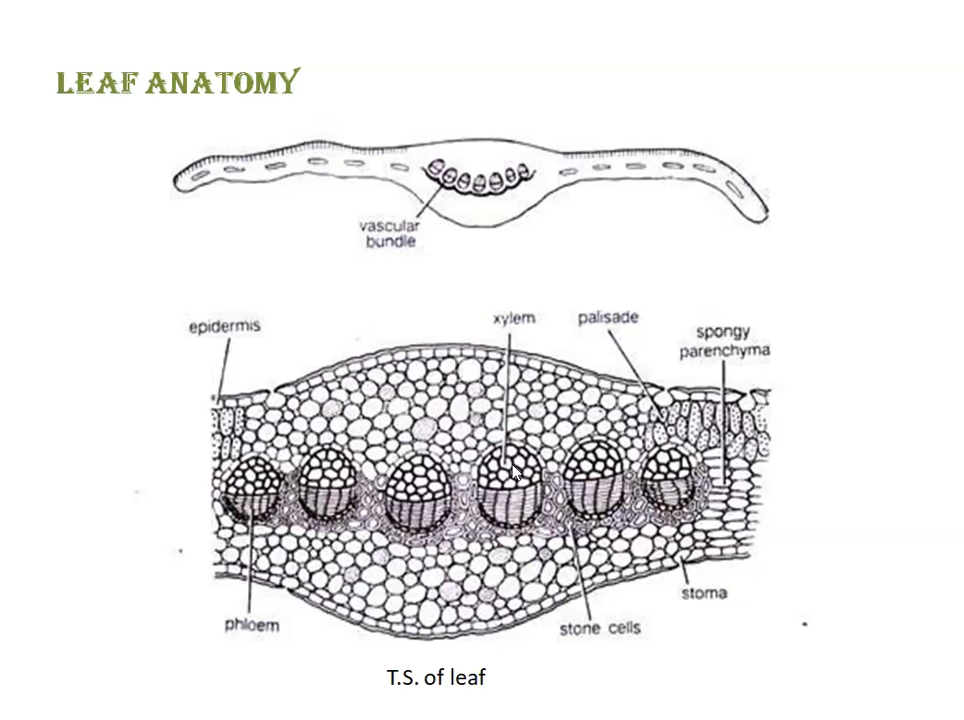 LEAF ANATOMY
vascular
bundle
epidermis
xylem
palisade
spongy
parenchyma
stoma
phloem
stone cells
T.S. of leaf